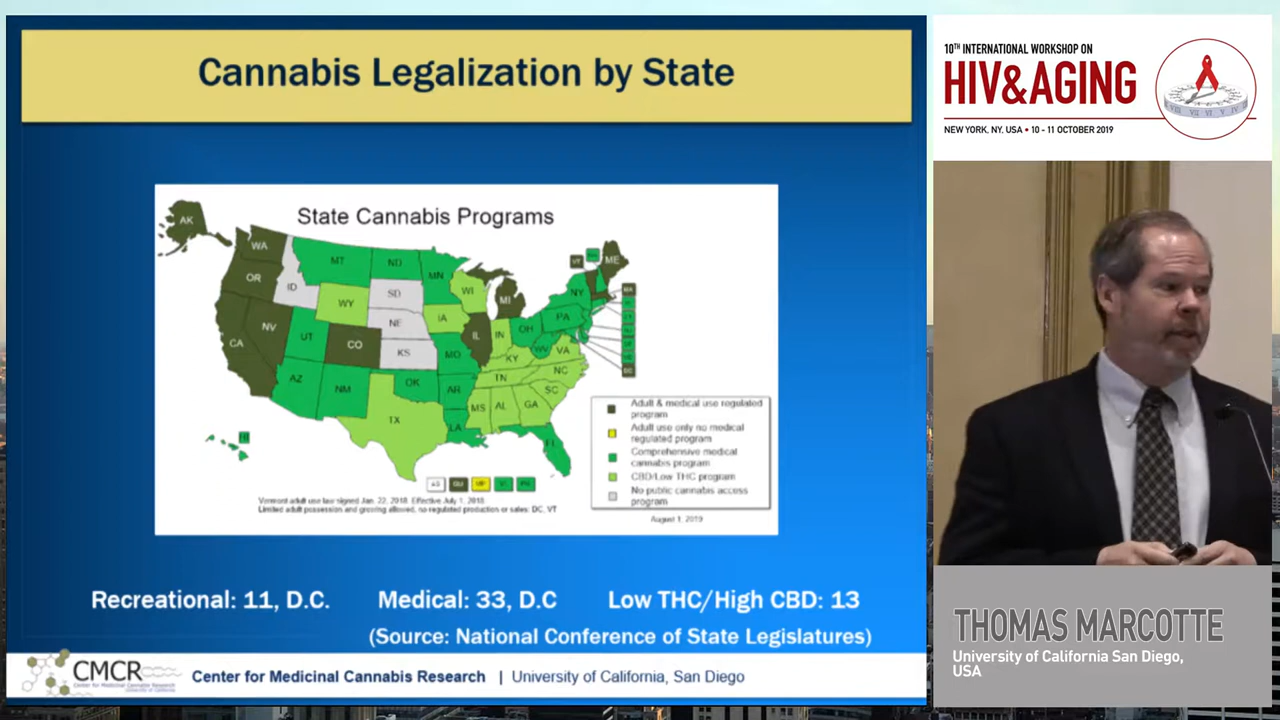 Cannabis Legalization by State
State Cannabis Programs
AK
WA
OR
CA
NV
ID
MT
WY
UT
AZ
CO
NM
ND
SD
NE
KS
OK
TX
MN
IA
MO
AR
LA
WI
IL
MI
IN
OH
KY
TN
MS
AL
GA
FL
SC
NC
VA
WV
PA
NY
VT
ME
HI
DC
Adult & medical use regulated
program
Adult use only no medical
regulated program
Comprehensive medical
cannabis program
CBD/Low THC program
No public cannabis access
program
August 1, 2019
Vermont adult use law signed Jan. 22, 2018. Effective July 1, 2018.
Limited adult possession and growing allowed, no regulated production or sales: DC, VT
Recreational: 11, D.C.
Medical: 33, D.C
Low THC/High CBD: 13
(Source: National Conference of State Legislatures)
CMCR
Center for Medicinal Cannabis Research
Center for Medicinal Cannabis Research | University of California, San Diego
10TH INTERNATIONAL WORKSHOP ON
HIV&AGING
NEW YORK, NY, USA • 10 - 11 OCTOBER 2019
THOMAS MARCOTTE
University of California San Diego,
USA